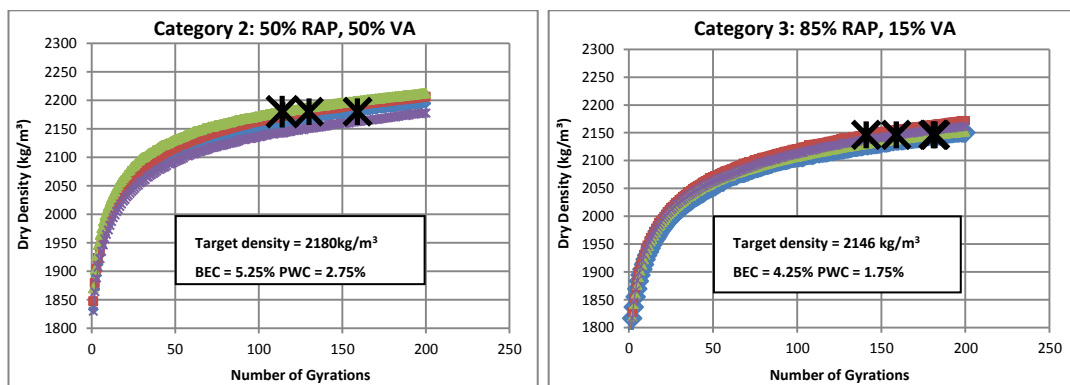 Category 2: 50% RAP, 50% VA
Dry Density (kg/m³)
2300
2250
2200
2150
2100
2050
2000
1950
1900
1850
1800
Target density = 2180kg/m³
BEC = 5.25% PWC = 2.75%
0 50 100 150 200 250
Number of Gyrations
Category 3: 85% RAP, 15% VA
Dry Density (kg/m³)
2300
2250
2200
2150
2100
2050
2000
1950
1900
1850
1800
Target density = 2146 kg/m³
BEC = 4.25% PWC = 1.75%
0 50 100 150 200 250
Number of Gyrations